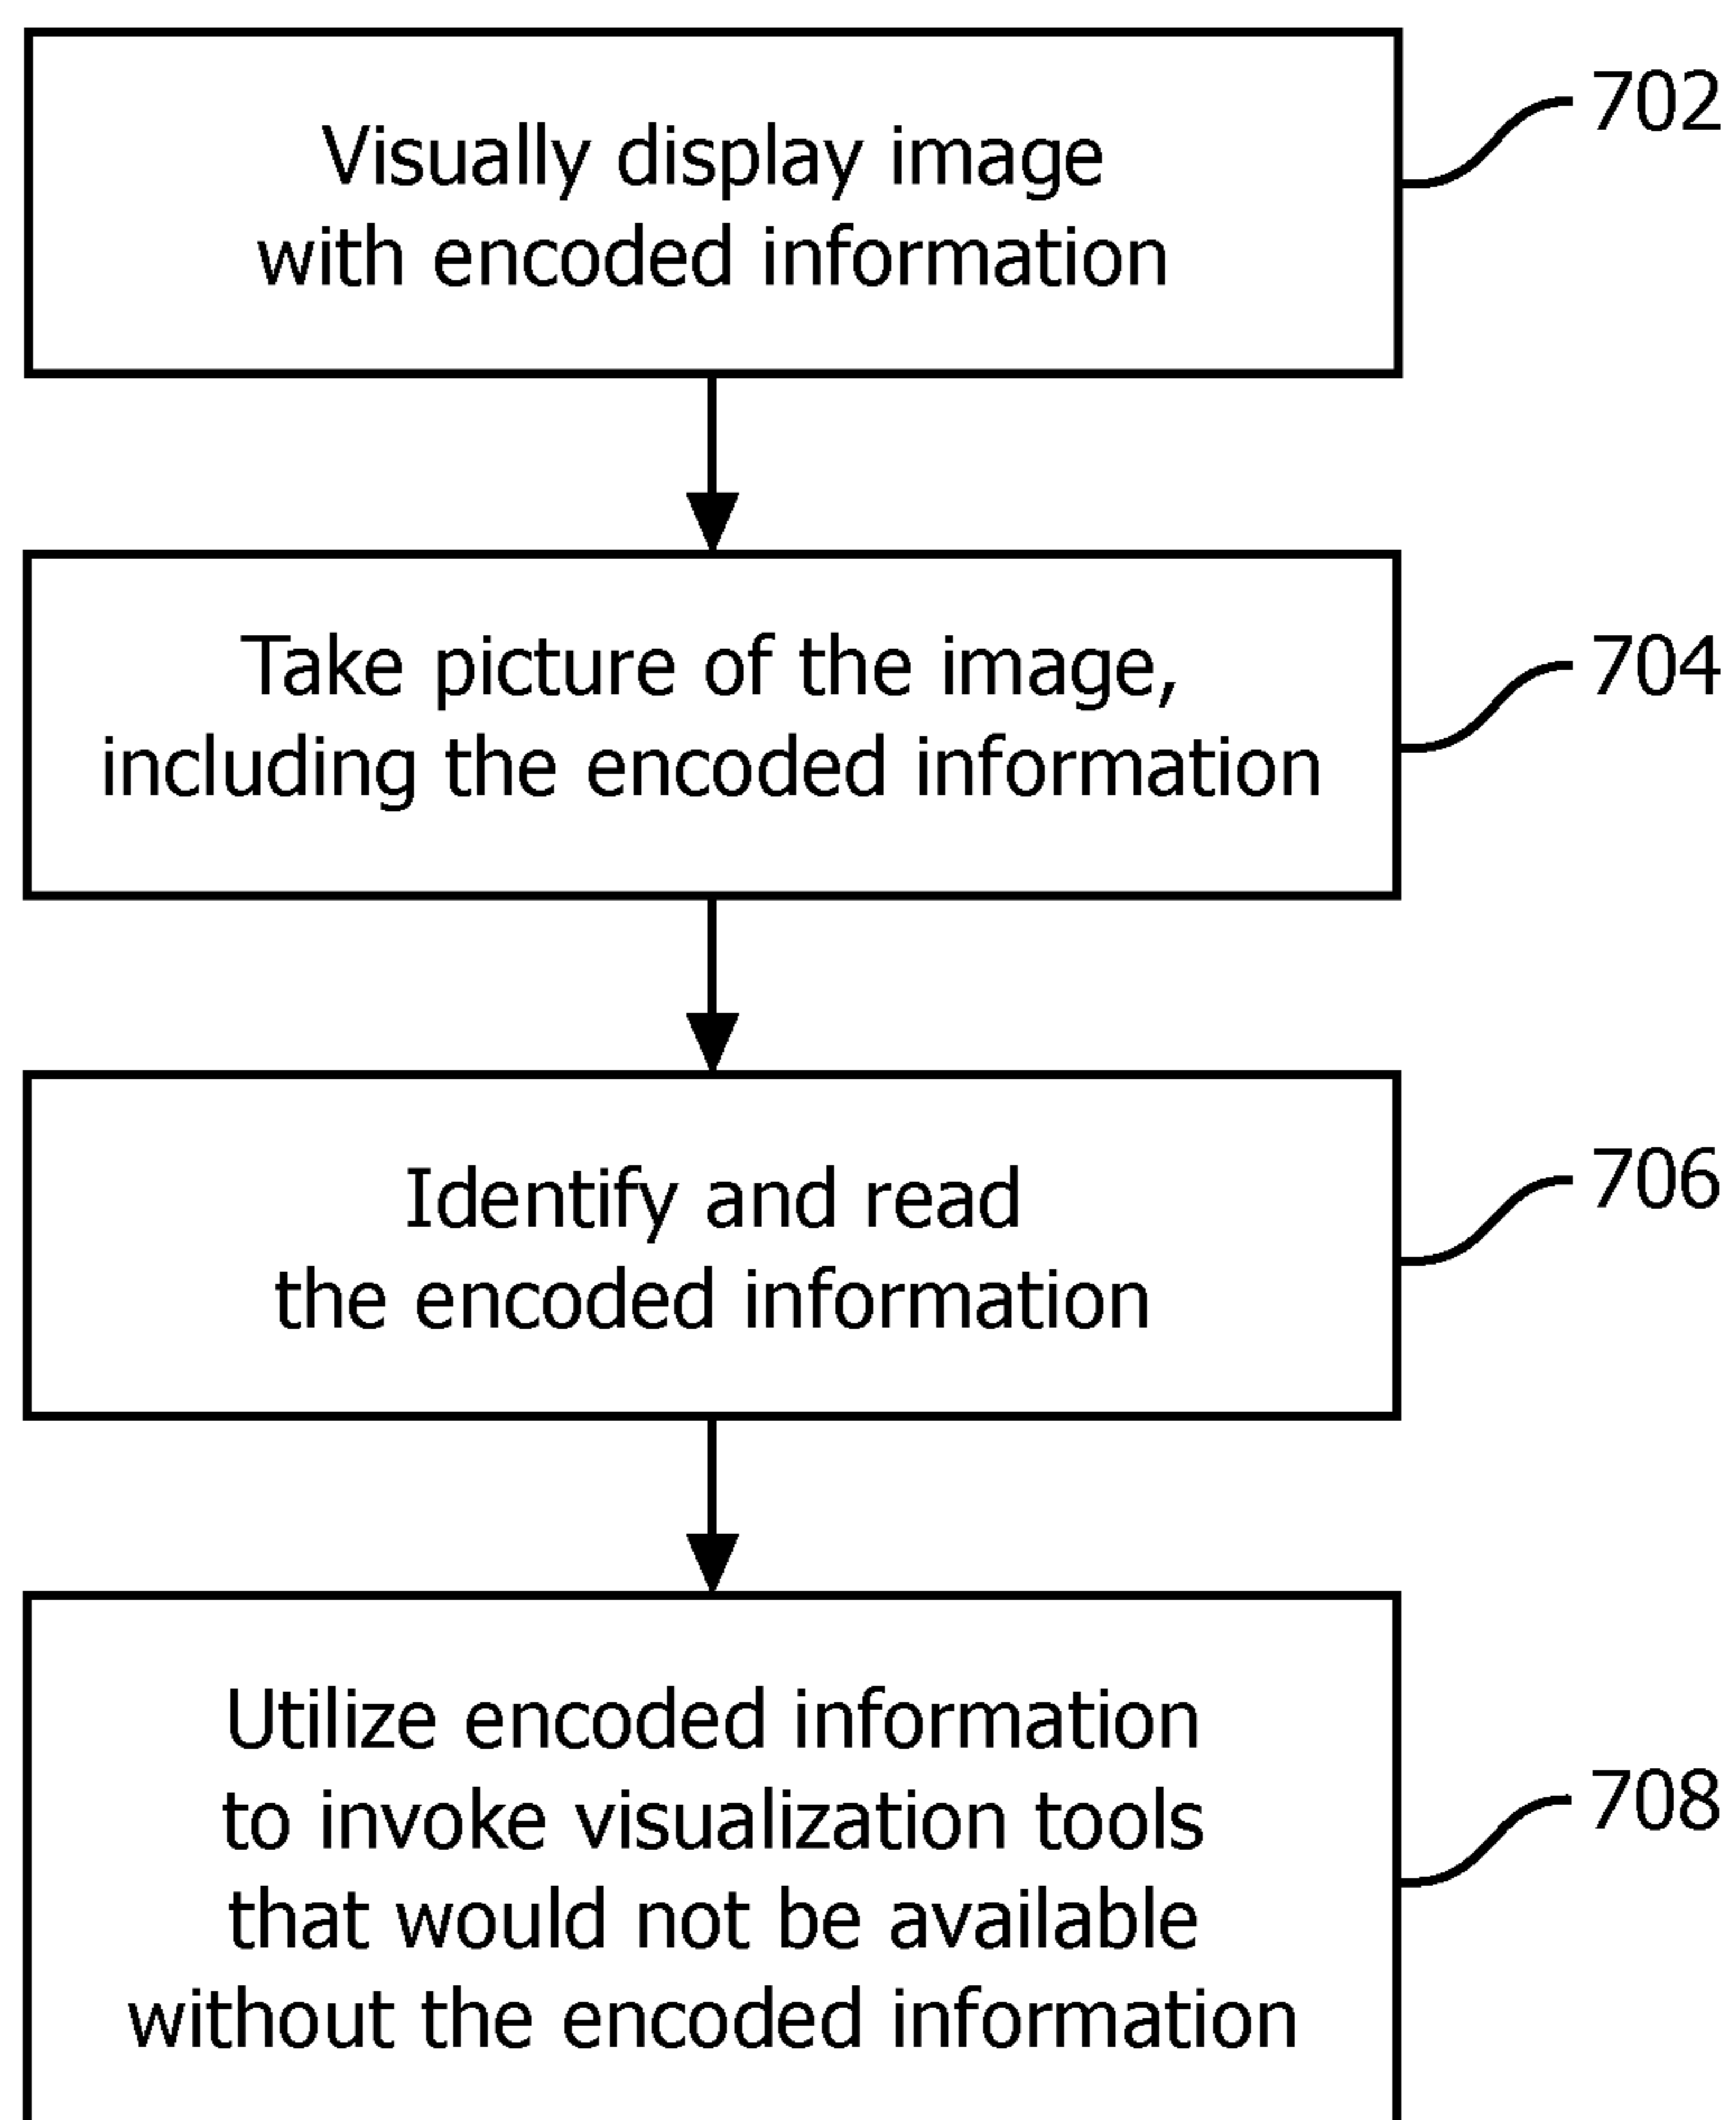 Visually display image
with encoded information
702
Take picture of the image,
including the encoded information
704
Identify and read
the encoded information
706
Utilize encoded information
to invoke visualization tools
that would not be available
without the encoded information
708